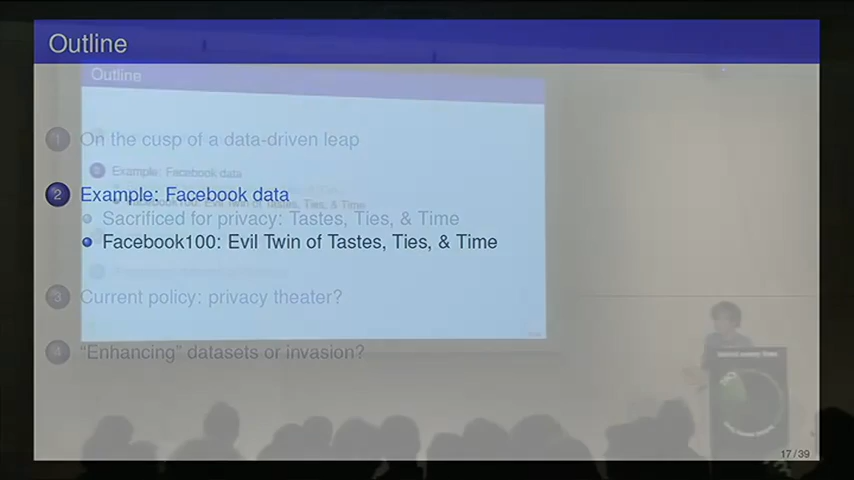 Outline
Outline
1 On the cusp of a data-driven leap
Example: Facebook data
2 Example: Facebook data
Sacrificed for privacy: Tastes, Ties, & Time
Facebook100: Evil Twin of Tastes, Ties, & Time
3 Current policy: privacy theater?
4 “Enhancing” datasets or invasion?
17 / 39